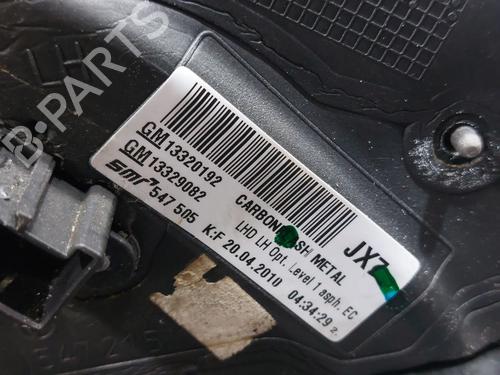 B-PARTS
GM 13320192
GM 13329082
smr 547 505
CARBON FLASH METAL
LHD LH Opt. Level 1 asph. EC
K:F 20.04.2010 04:34:29
JX7